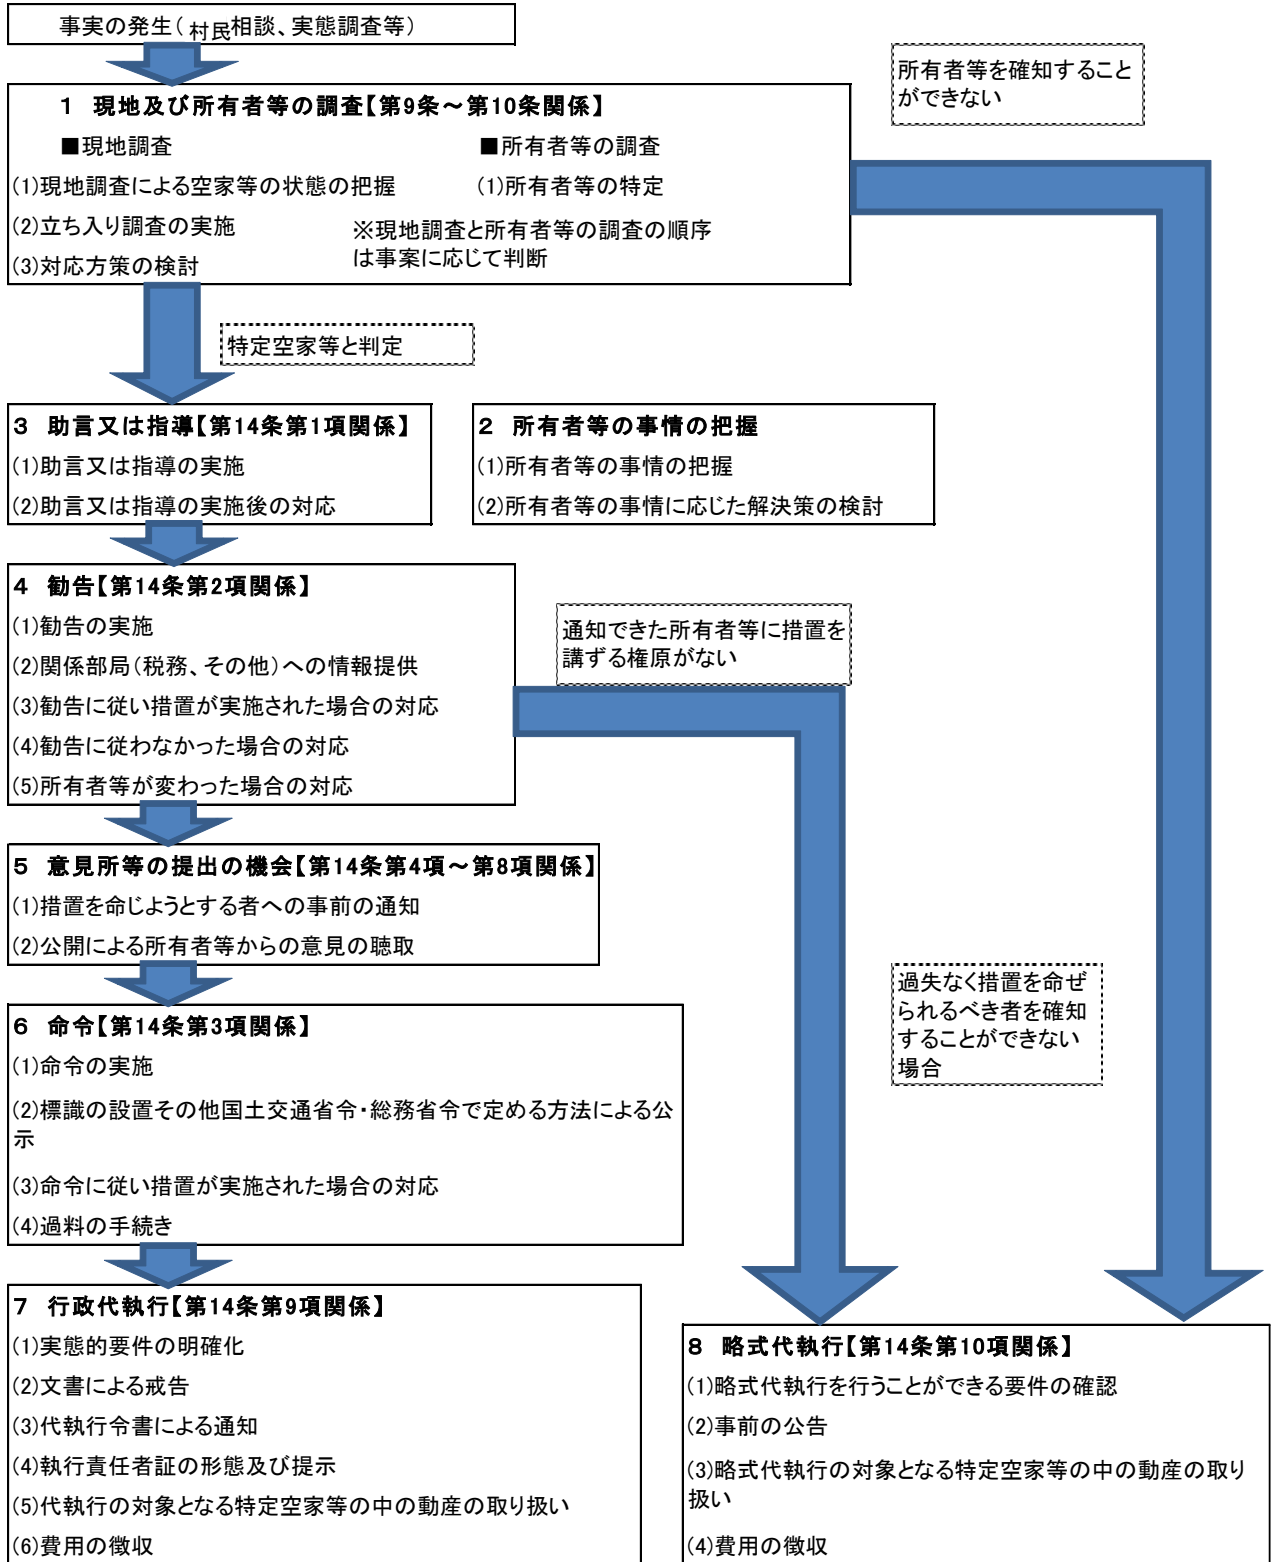 事実の発生(村民相談、実態調査等)
所有者等を確知すること
ができない
1 現地及び所有者等の調査【第9条～第10条関係】
■現地調査
■所有者等の調査
(1)現地調査による空家等の状態の把握
(1)所有者等の特定
(2)立ち入り調査の実施
※現地調査と所有者等の調査の順序
は事案に応じて判断
(3)対応方策の検討
特定空家等と判定
3 助言又は指導【第14条第1項関係】
(1)助言又は指導の実施
(2)助言又は指導の実施後の対応
2 所有者等の事情の把握
(1)所有者等の事情の把握
(2)所有者等の事情に応じた解決策の検討
4 勧告【第14条第2項関係】
(1)勧告の実施
(2)関係部局(税務、その他)への情報提供
(3)勧告に従い措置が実施された場合の対応
(4)勧告に従わなかった場合の対応
(5)所有者等が変わった場合の対応
通知できた所有者等に措置を
講ずる権原がない
5 意見所等の提出の機会【第14条第4項～第8項関係】
(1)措置を命じようとする者への事前の通知
(2)公開による所有者等からの意見の聴取
過失なく措置を命ぜ
られるべき者を確知
することができない
場合
6 命令【第14条第3項関係】
(1)命令の実施
(2)標識の設置その他国土交通省令・総務省令で定める方法による公
示
(3)命令に従い措置が実施された場合の対応
(4)過料の手続き
7 行政代執行【第14条第9項関係】
(1)実態的要件の明確化
(2)文書による戒告
(3)代執行令書による通知
(4)執行責任者証の形態及び提示
(5)代執行の対象となる特定空家等の中の動産の取り扱い
(6)費用の徴収
8 略式代執行【第14条第10項関係】
(1)略式代執行を行うことができる要件の確認
(2)事前の公告
(3)略式代執行の対象となる特定空家等の中の動産の取り
扱い
(4)費用の徴収